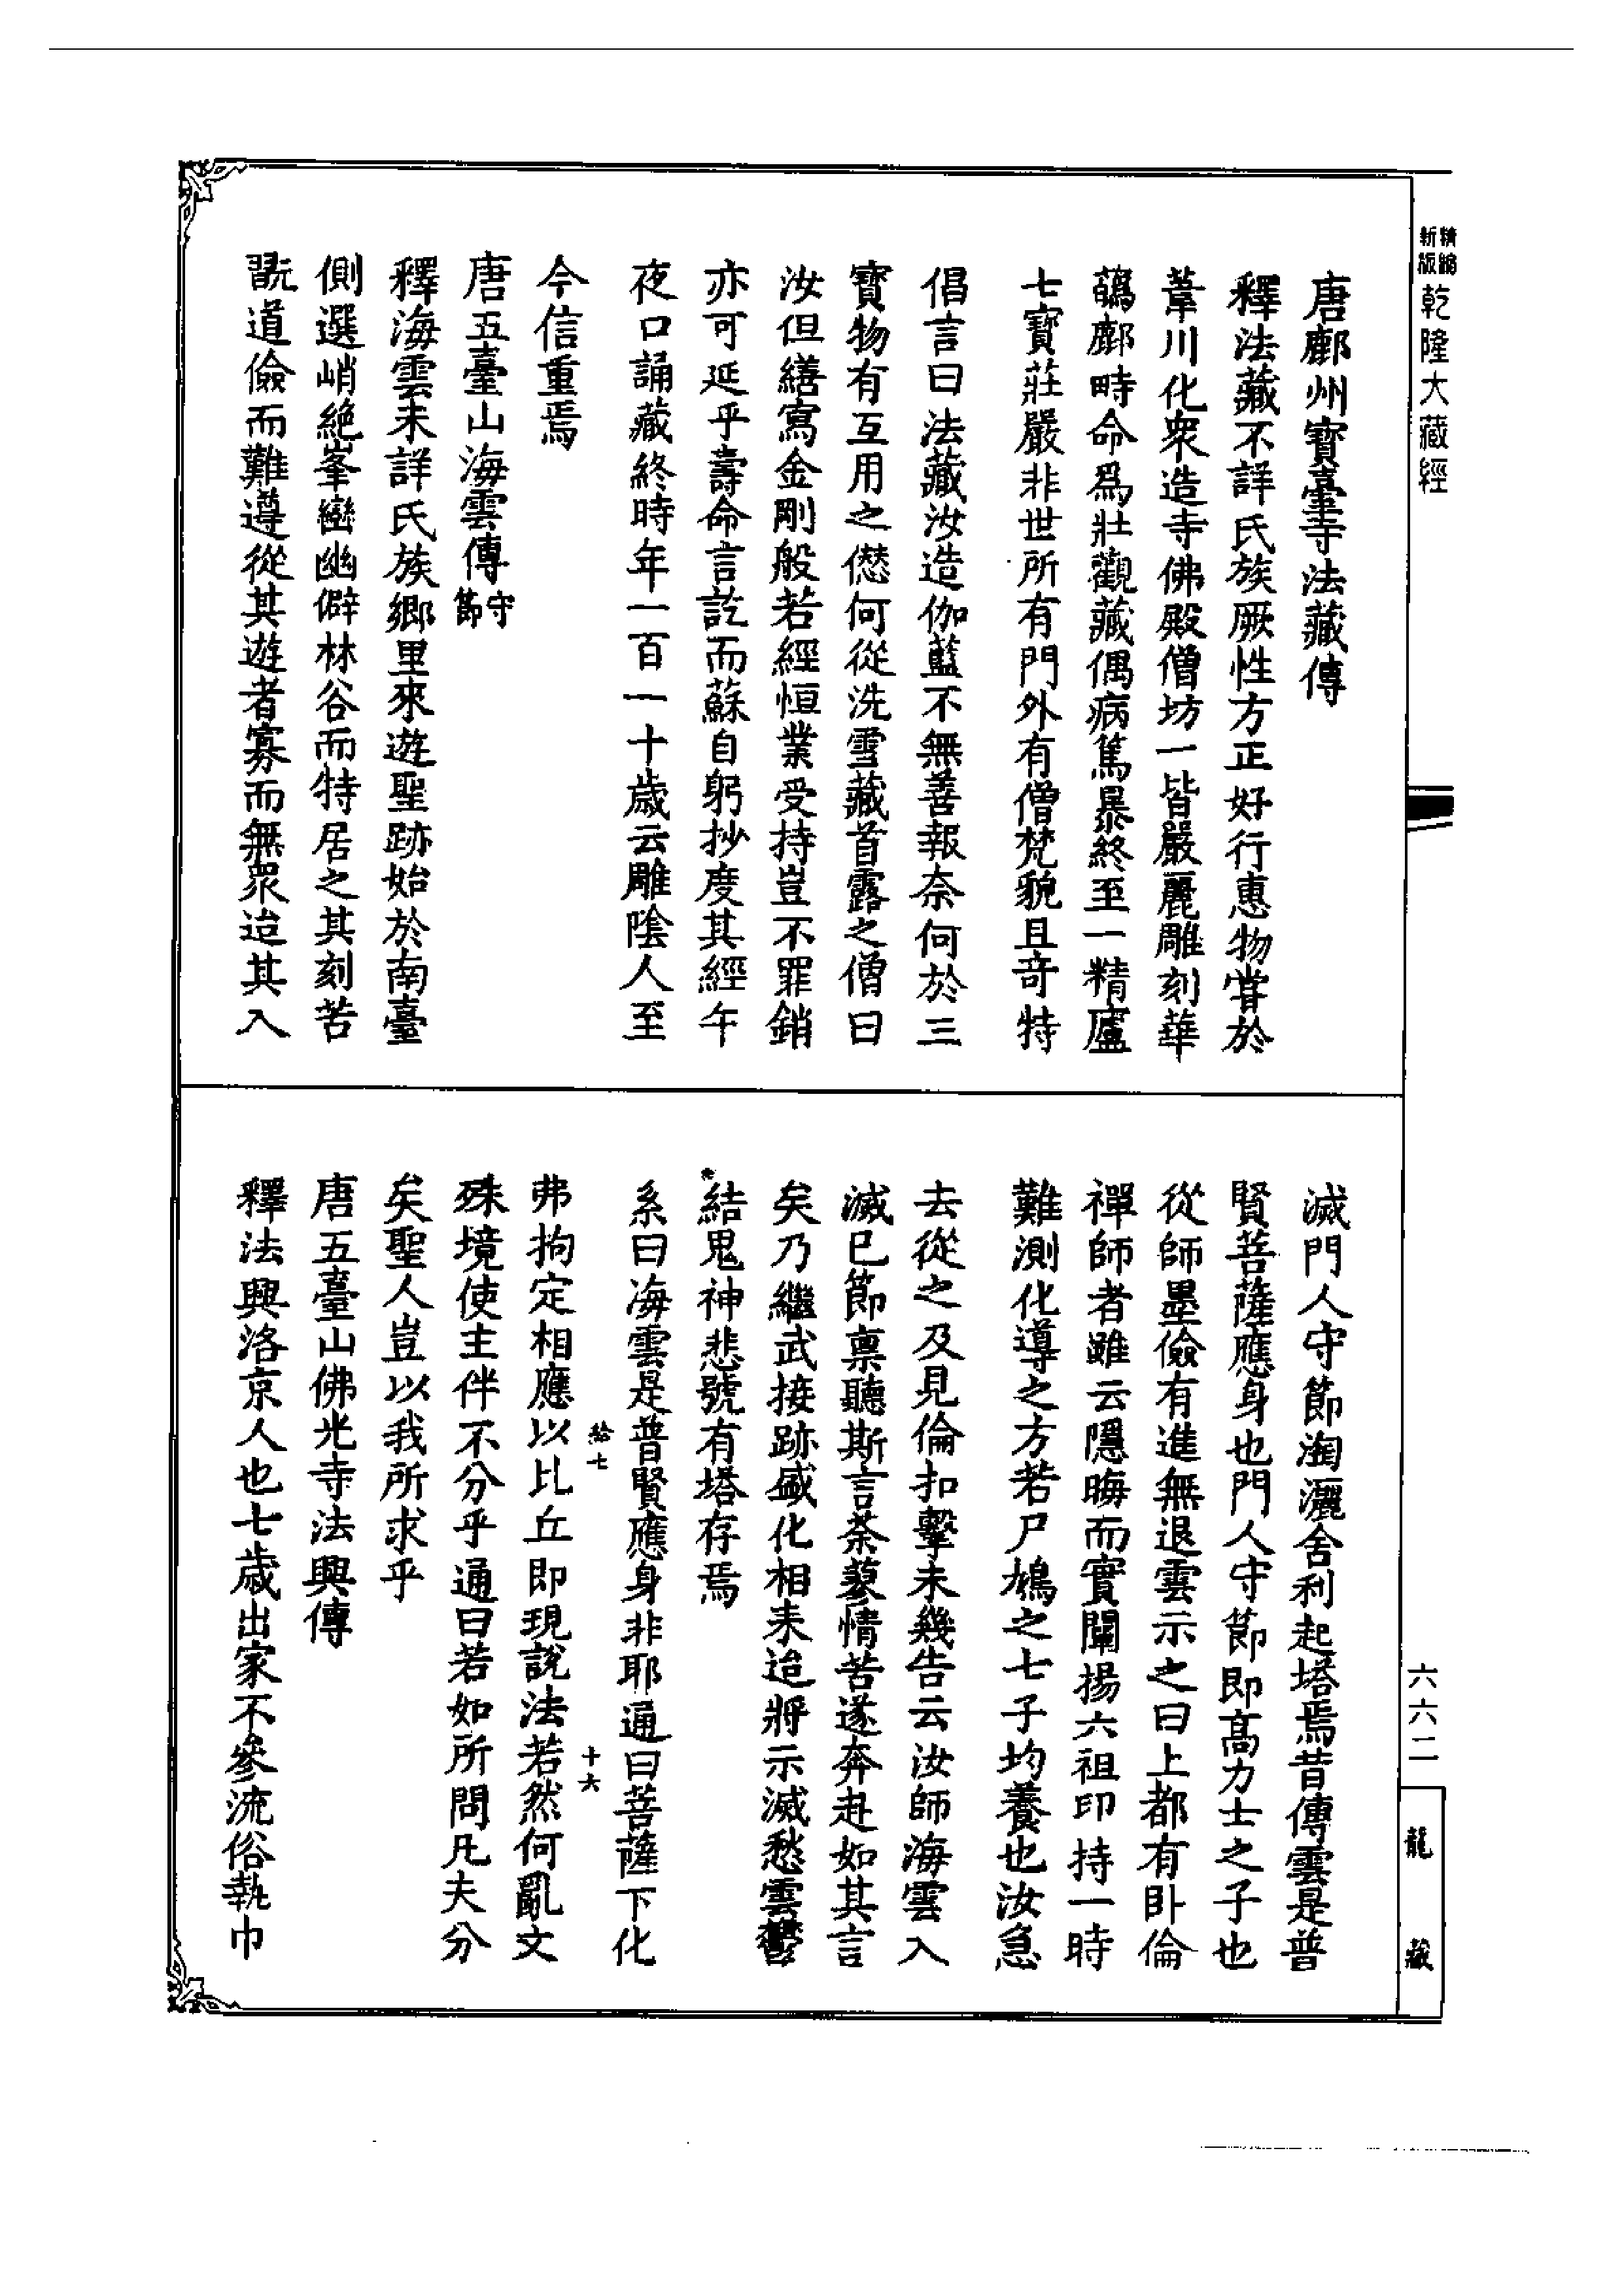 精縮新版乾隆大藏經
唐鄜州寶臺寺法藏傳
釋法藏不詳氏族厥性方正好行惠物嘗於
葦川化衆造寺佛殿僧坊一皆嚴麗雕刻華
鵝鄜畤命爲壯觀藏偶病篤暴終至一精廬
七寶莊嚴非世所有門外有僧梵貌且奇特
倡言曰法藏汝造伽藍不無善報奈何於三
寶物有互用之𠎝何從洗雪藏首露之僧曰
汝但繕寫金剛般若經恒業受持豈不罪銷
亦可延乎壽命言訖而蘇自躬抄度其經午
夜口誦藏終時年一百一十歲云雕陰人至
今信重焉
唐五臺山海雲傳守節
釋海雲未詳氏族鄉里來遊聖跡始於南臺
側選峭絶峯巒幽僻林谷而特居之其刻苦
翫道儉而難遵從其遊者寡而無衆迨其入
滅門人守節淘灑舍利起塔焉昔傳雲是普
賢菩薩應身也門人守節即高力士之子也
從師墨儉有進無退雲示之曰上都有卧倫
禪師者雖云隱晦而實闡揚六祖印持一時
難測化導之方若尸鳩之七子均養也汝急
去從之及見倫扣擊未幾告云汝師海雲入
滅已節禀聽斯言荼蓼情苦遂奔赴如其言
矣乃繼武接跡盛化相未迨將示滅愁雲鬱
結鬼神悲號有塔存焉
系曰海雲是普賢應身非耶通曰菩薩下化
給七 十六
弗拘定相應以比丘即現說法若然何亂文
殊境使主伴不分乎通曰若如所問凡夫分
矣聖人豈以我所求乎
唐五臺山佛光寺法興傳
釋法興洛京人也七歲出家不參流俗執巾
六六二
龍藏